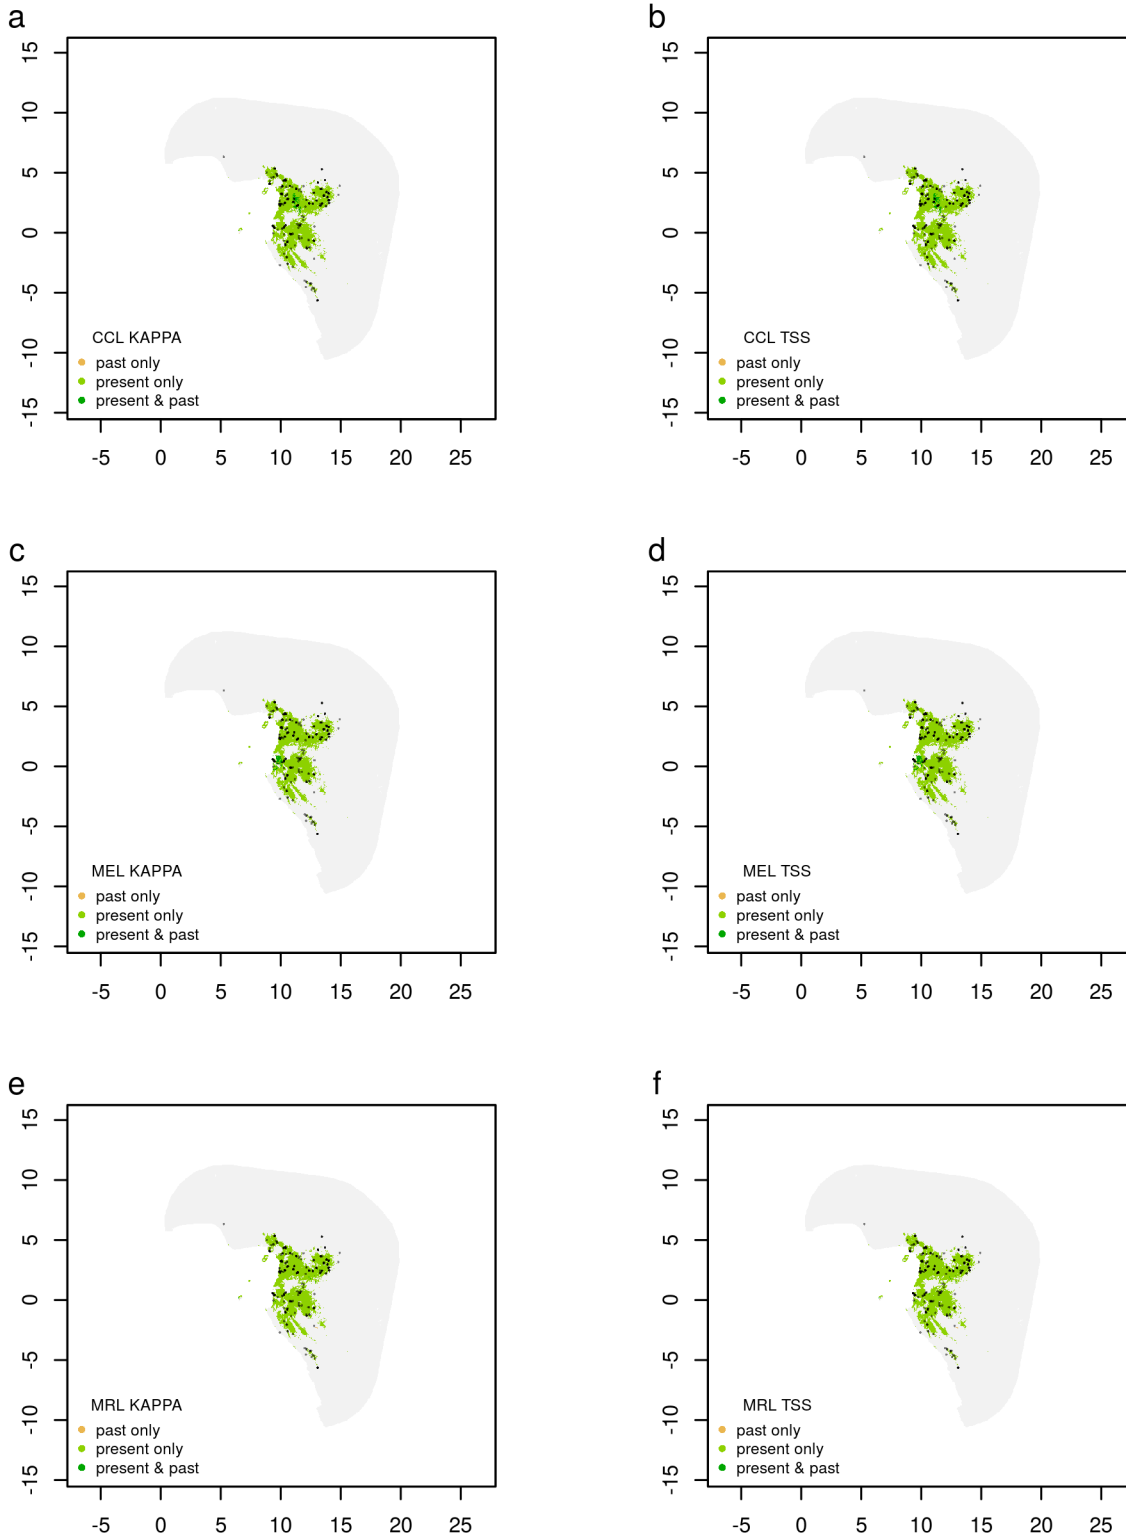 a
15
10
5
0
-5
-10
-15
CCL KAPPA
past only
present only
present & past
-5 0 5 10 15 20 25
b
15
10
5
0
-5
-10
-15
CCL TSS
past only
present only
present & past
-5 0 5 10 15 20 25
c
15
10
5
0
-5
-10
-15
MEL KAPPA
past only
present only
present & past
-5 0 5 10 15 20 25
d
15
10
5
0
-5
-10
-15
MEL TSS
past only
present only
present & past
-5 0 5 10 15 20 25
e
15
10
5
0
-5
-10
-15
MRL KAPPA
past only
present only
present & past
-5 0 5 10 15 20 25
f
15
10
5
0
-5
-10
-15
MRL TSS
past only
present only
present & past
-5 0 5 10 15 20 25